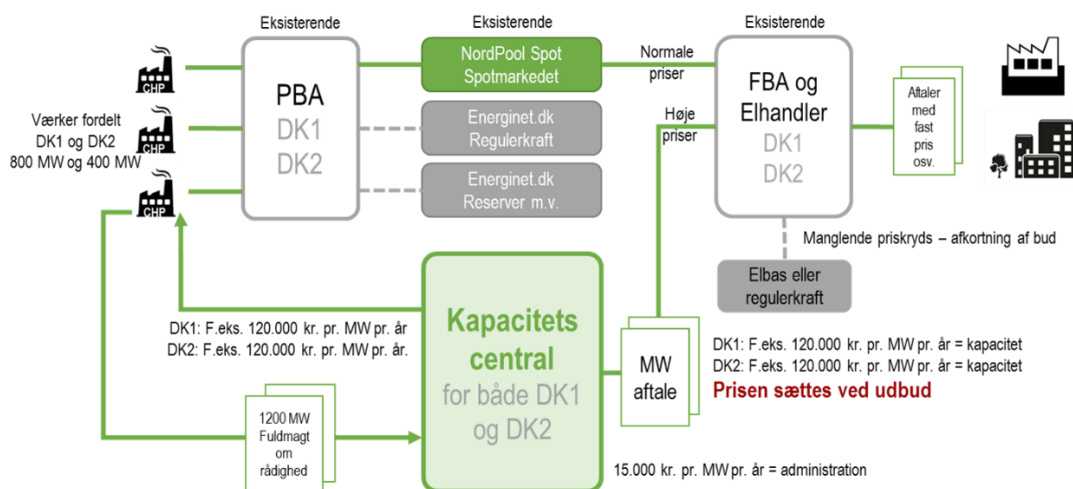 Eksisterende
Eksisterende
Eksisterende
CHP
CHP
CHP
Værker fordelt
DK1 og DK2
800 MW og 400 MW
PBA
DK1
DK2
NordPool Spot
Spotmarkedet
Energinet.dk
Regulerkraft
Energinet.dk
Reserver m.v.
Normale
priser
Høje
priser
FBA og
Elhandler
DK1
DK2
Aftaler
med
fast
pris
osv.
Manglende priskryds – afkortning af bud
Elbas eller
regulerkraft
DK1: F.eks. 120.000 kr. pr. MW pr. år
DK2: F.eks. 120.000 kr. pr. MW pr. år.
Kapacitets
central
for både DK1
og DK2
MW
aftale
DK1: F.eks. 120.000 kr. pr. MW pr. år = kapacitet
DK2: F.eks. 120.000 kr. pr. MW pr. år = kapacitet
Prisen sættes ved udbud
1200 MW
Fuldmagt
om
rådighed
15.000 kr. pr. MW pr. år = administration